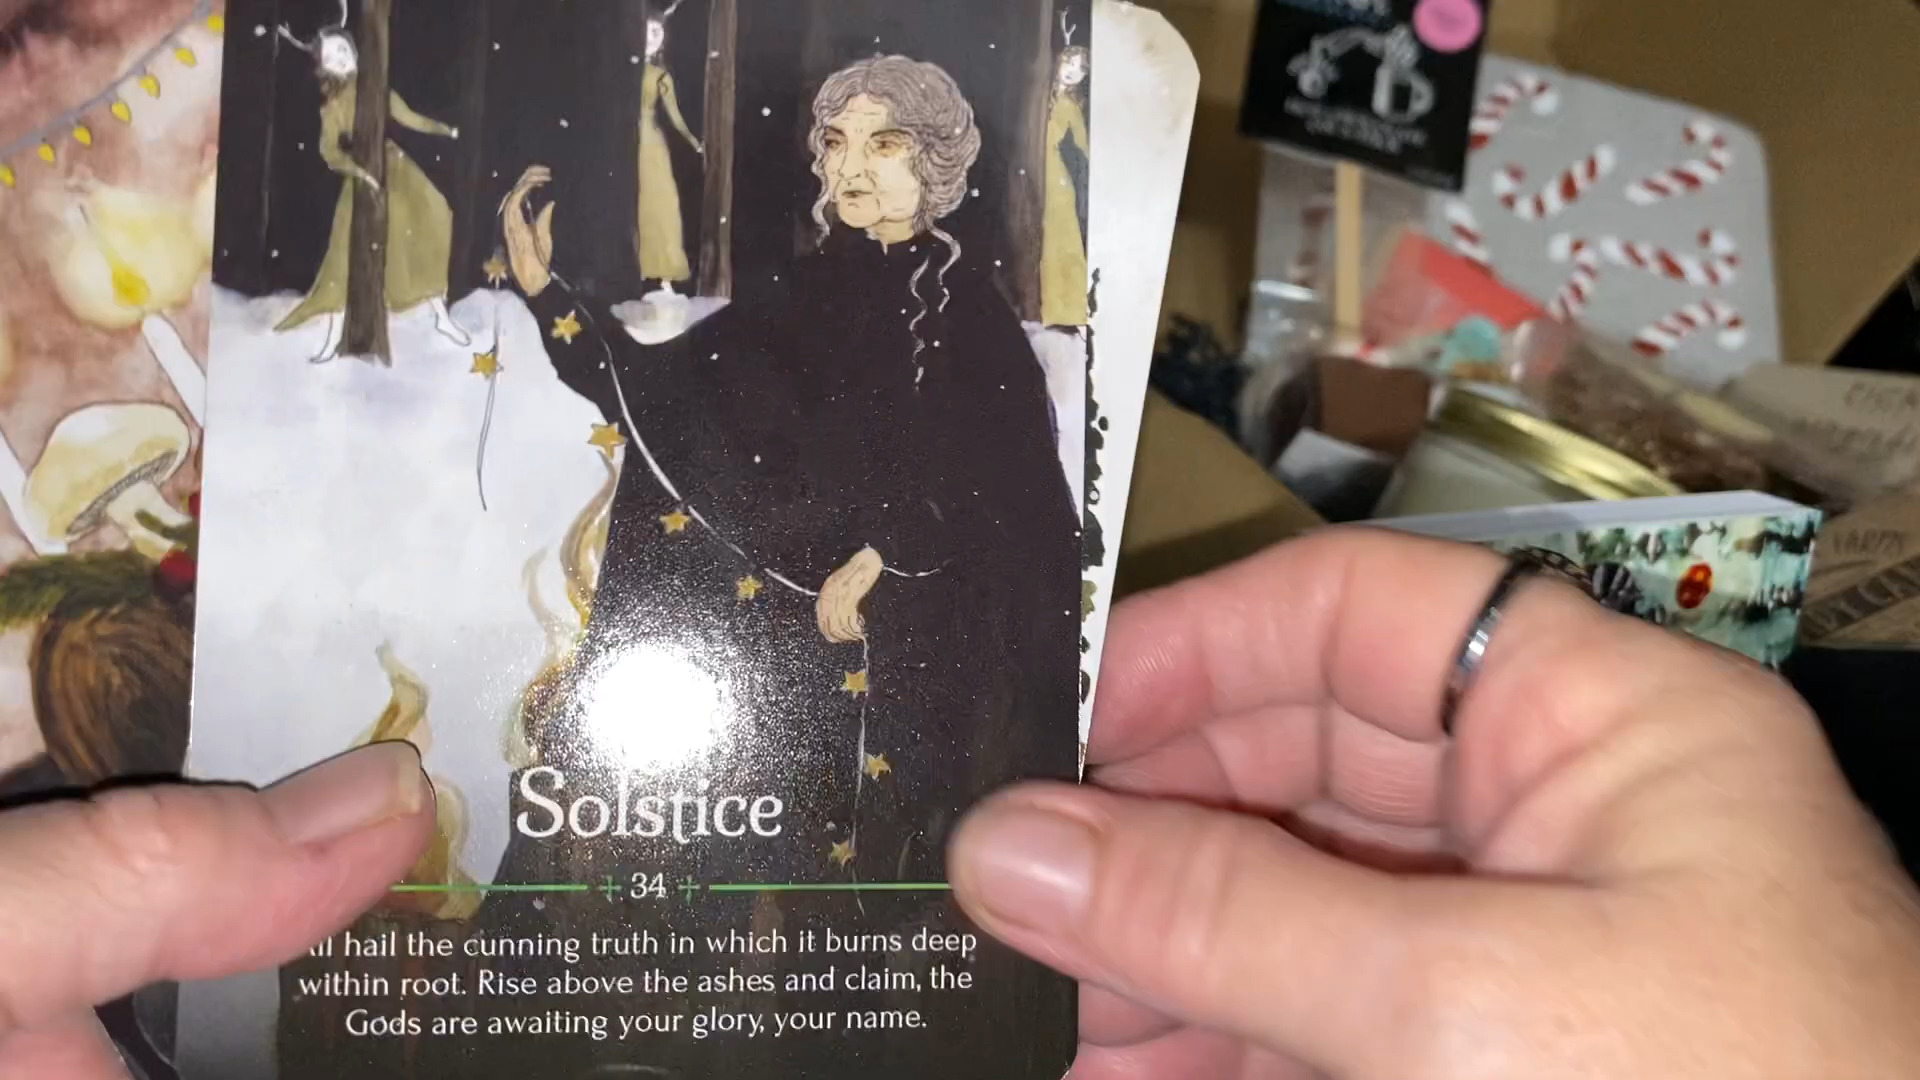 Solstice
34
hail the cunning truth in which it burns deep
within root. Rise above the ashes and claim, the
Gods are awaiting your glory, your name.